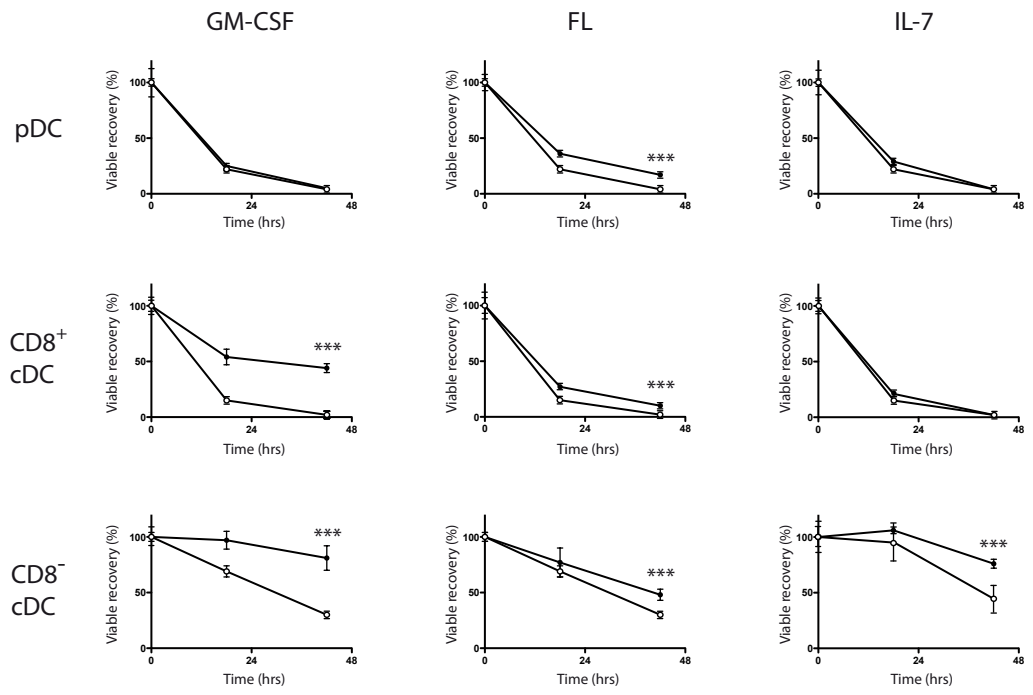 GM-CSF FL IL-7
pDC
Viable recovery (%)
100
50
0
0 24 48
Time (hrs)
Viable recovery (%)
100
50
0
***
0 24 48
Time (hrs)
Viable recovery (%)
100
50
0
0 24 48
Time (hrs)
CD8⁺
cDC
Viable recovery (%)
100
50
0
***
0 24 48
Time (hrs)
Viable recovery (%)
100
50
0
***
0 24 48
Time (hrs)
Viable recovery (%)
100
50
0
0 24 48
Time (hrs)
CD8⁻
cDC
Viable recovery (%)
100
50
0
***
0 24 48
Time (hrs)
Viable recovery (%)
100
50
0
***
0 24 48
Time (hrs)
Viable recovery (%)
100
50
0
***
0 24 48
Time (hrs)